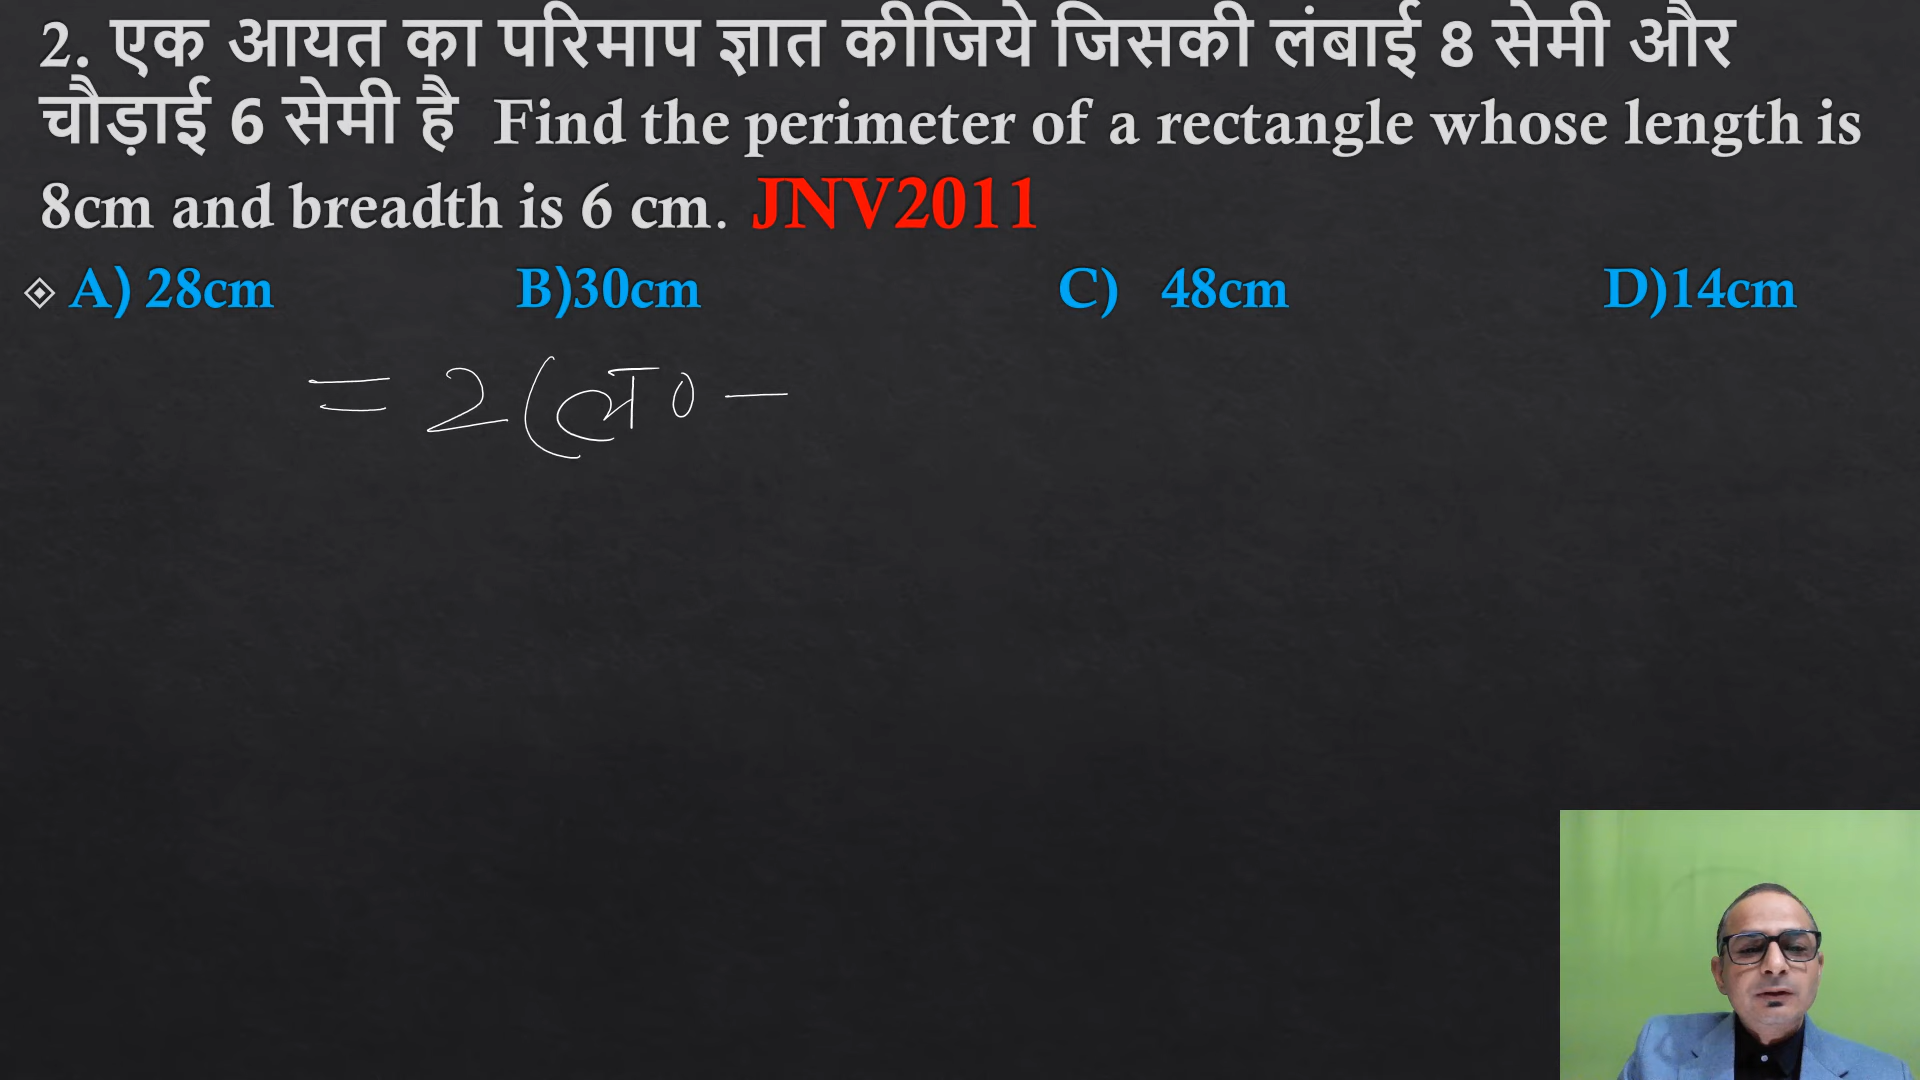 2. एक आयत का परिमाप ज्ञात कीजिये जिसकी लंबाई 8 सेमी और
चौड़ाई 6 सेमी है Find the perimeter of a rectangle whose length is
8cm and breadth is 6 cm. JNV2011
A) 28cm B)30cm C) 48cm D)14cm
= 2 (ल० –